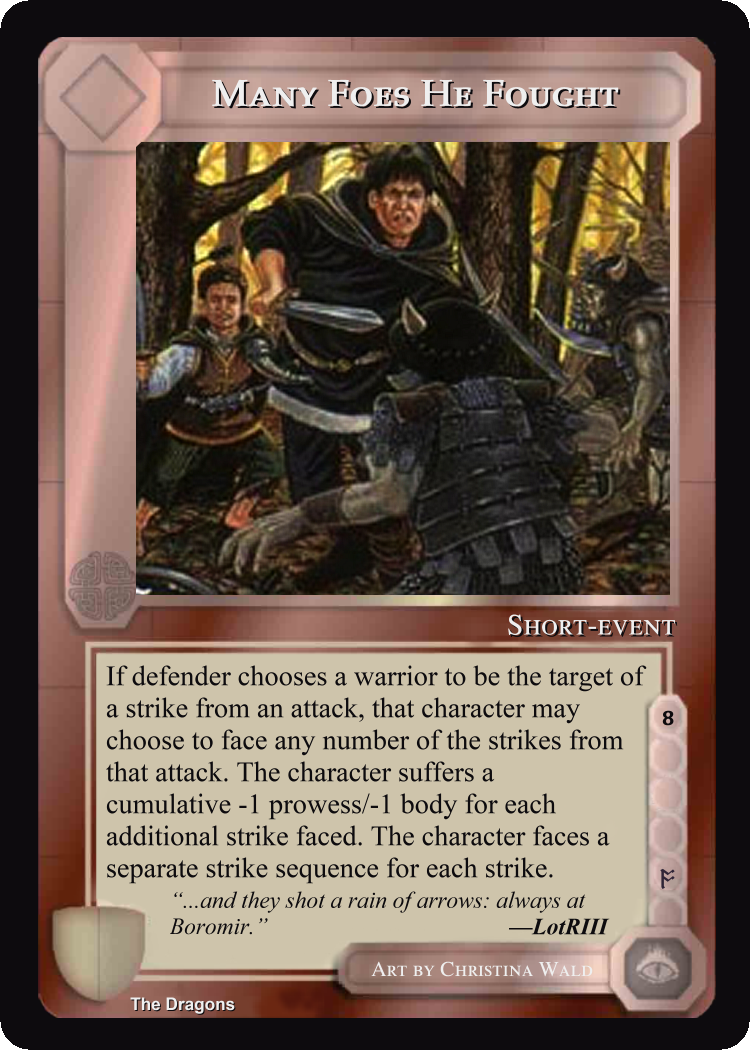 Many Foes He Fought
Short-event
If defender chooses a warrior to be the target of
a strike from an attack, that character may
choose to face any number of the strikes from
that attack. The character suffers a
cumulative -1 prowess/-1 body for each
additional strike faced. The character faces a
separate strike sequence for each strike.
“...and they shot a rain of arrows: always at
Boromir.” —LotRIII
8
Art by Christina Wald
The Dragons